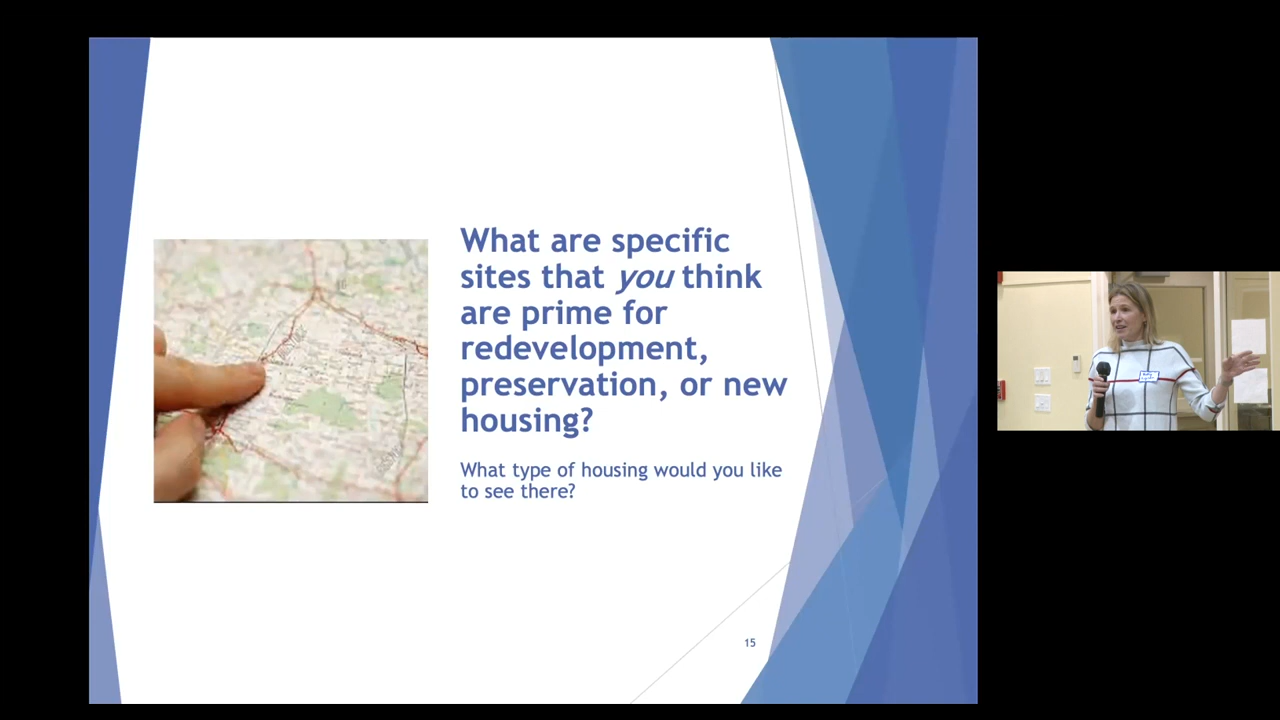 What are specific
sites that you think
are prime for
redevelopment,
preservation, or new
housing?
What type of housing would you like
to see there?
15